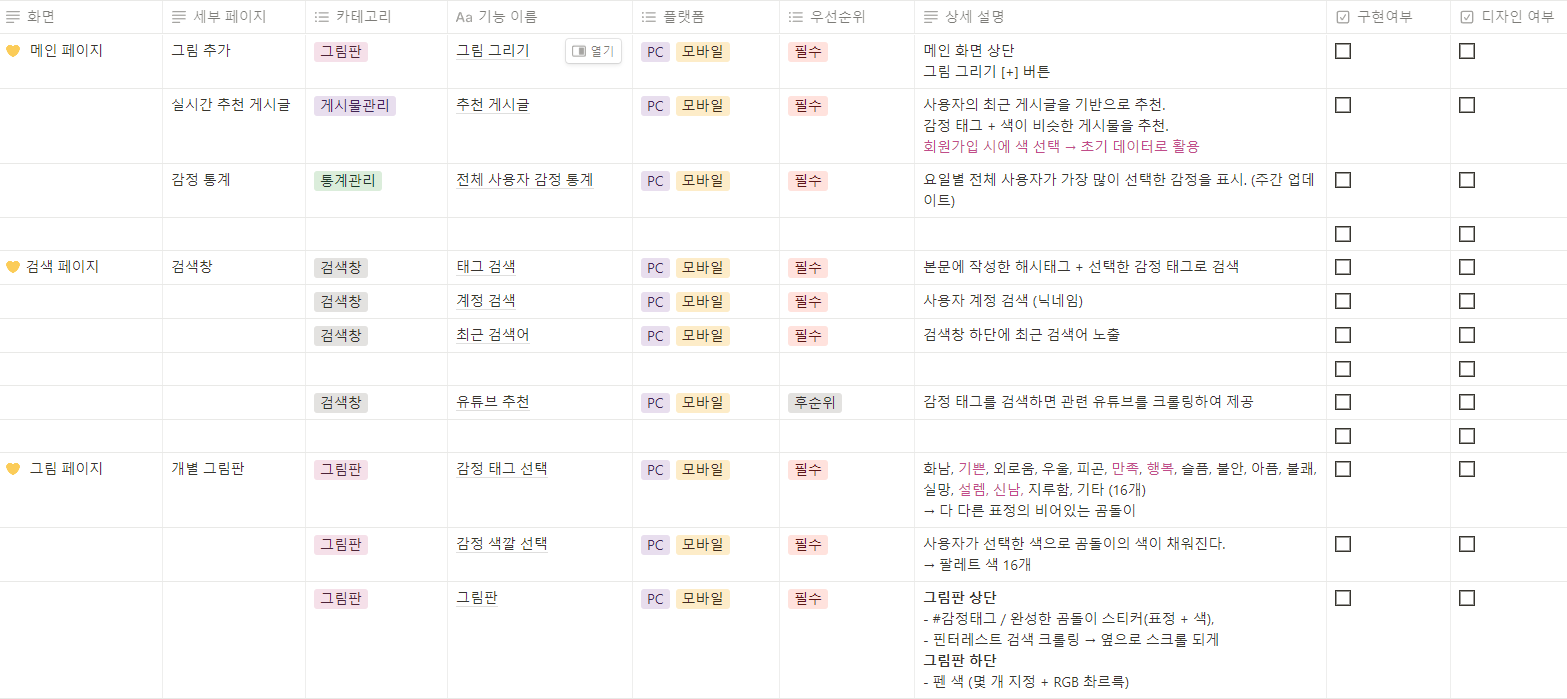 화면 세부 페이지 카테고리 Aa 기능 이름 플랫폼 우선순위 상세 설명 구현여부 디자인 여부
메인 페이지 그림 추가 그림판 그림 그리기 열기 PC 모바일 필수 메인 화면 상단
그림 그리기 [+] 버튼
실시간 추천 게시글 게시물관리 추천 게시글 PC 모바일 필수 사용자의 최근 게시글을 기반으로 추천.
감정 태그 + 색이 비슷한 게시물을 추천.
회원가입 시에 색 선택 → 초기 데이터로 활용
감정 통계 통계관리 전체 사용자 감정 통계 PC 모바일 필수 요일별 전체 사용자가 가장 많이 선택한 감정을 표시. (주간 업데
이트)
검색 페이지 검색창 검색창 태그 검색 PC 모바일 필수 본문에 작성한 해시태그 + 선택한 감정 태그로 검색
검색창 계정 검색 PC 모바일 필수 사용자 계정 검색 (닉네임)
검색창 최근 검색어 PC 모바일 필수 검색창 하단에 최근 검색어 노출
검색창 유튜브 추천 PC 모바일 후순위 감정 태그를 검색하면 관련 유튜브를 크롤링하여 제공
그림 페이지 개별 그림판 그림판 감정 태그 선택 PC 모바일 필수 화남, 기쁜, 외로움, 우울, 피곤, 만족, 행복, 슬픔, 불안, 아픔, 불쾌,
실망, 설렘, 신남, 지루함, 기타 (16개)
→ 다 다른 표정의 비어있는 곰돌이
그림판 감정 색깔 선택 PC 모바일 필수 사용자가 선택한 색으로 곰돌이의 색이 채워진다.
→ 팔레트 색 16개
그림판 그림판 PC 모바일 필수 그림판 상단
- #감정태그 / 완성한 곰돌이 스티커(표정 + 색),
- 핀터레스트 검색 크롤링 → 옆으로 스크롤 되게
그림판 하단
- 펜 색 (몇 개 지정 + RGB 촤르륵)